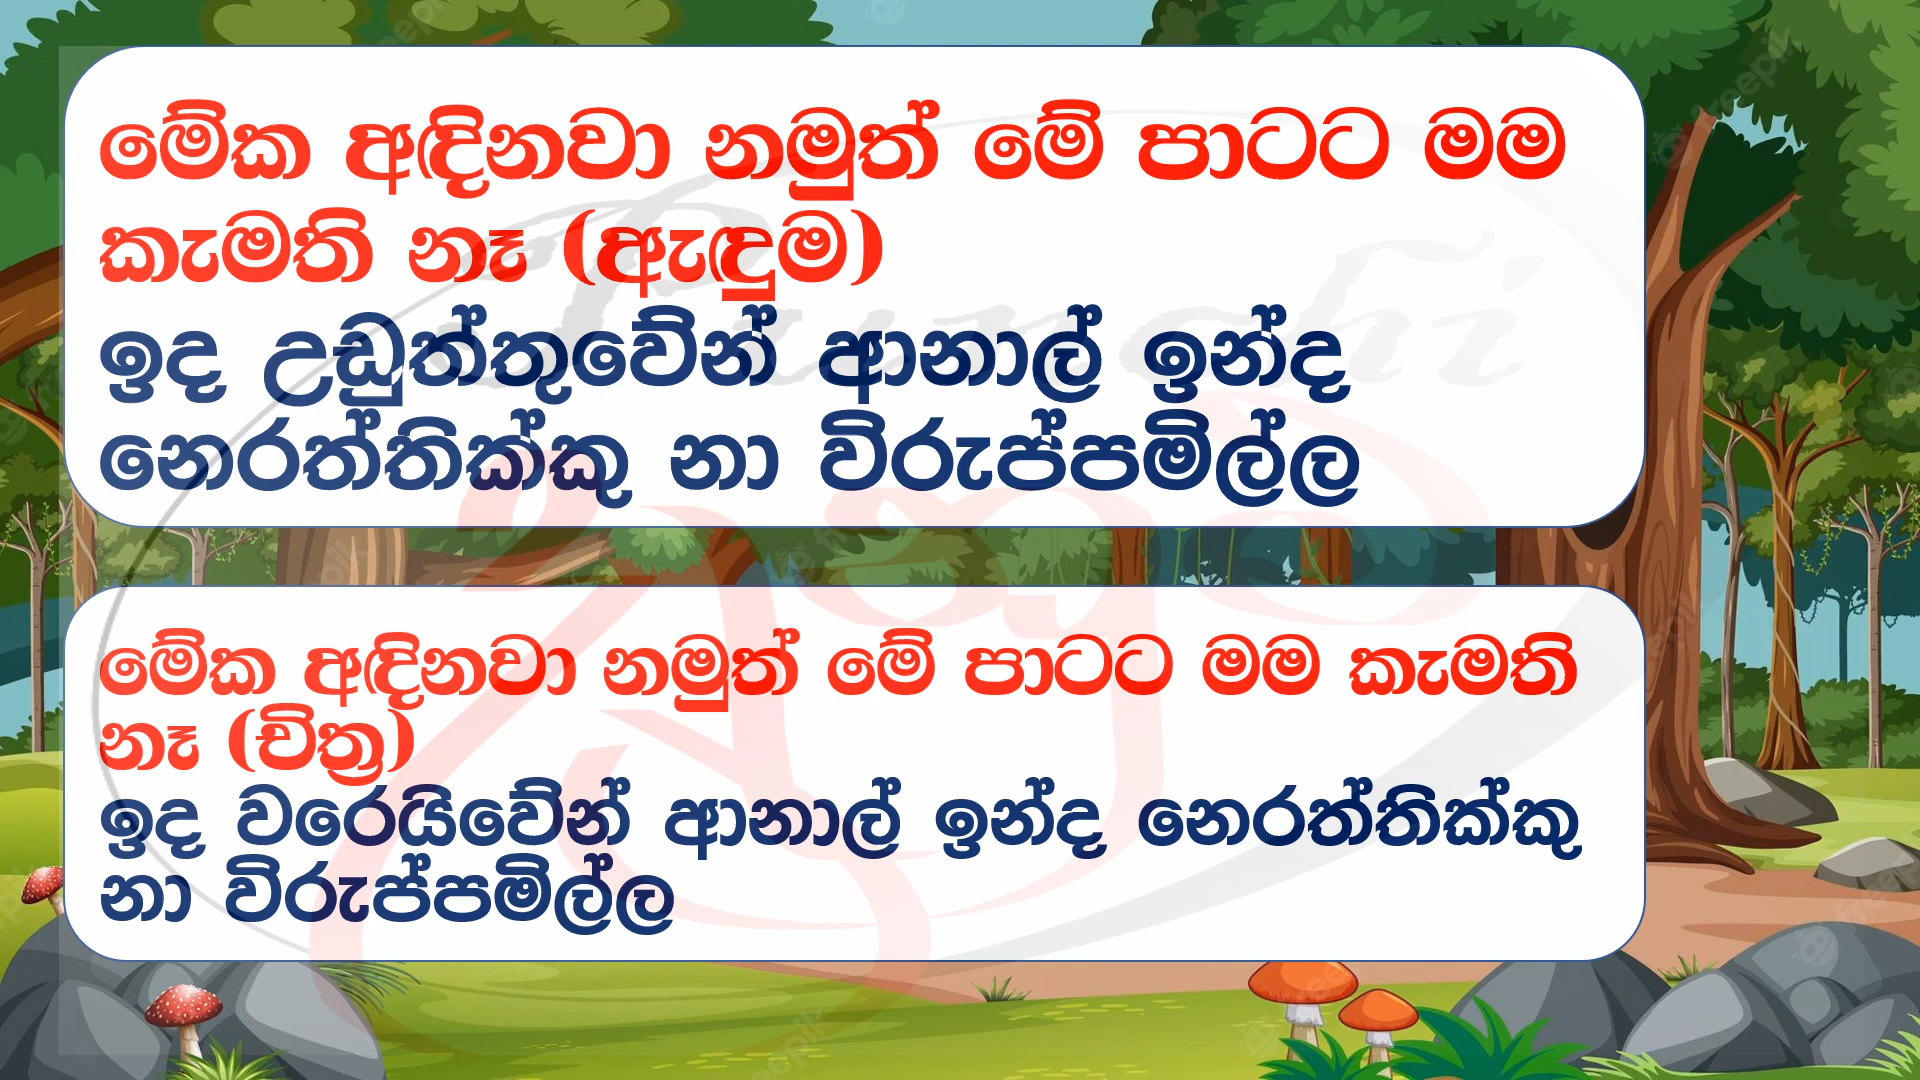 මේක අඳිනවා නමුත් මේ පාටට මම
කැමති නෑ (ඇඳුම)
ඉද උඩුත්තුවේන් ආනාල් ඉන්ද
නෙරත්තික්කු නා විරුප්පමිල්ල
මේක අඳිනවා නමුත් මේ පාටට මම කැමති
නෑ (චිත්‍ර)
ඉද වරෙයිවේන් ආනාල් ඉන්ද නෙරත්තික්කු
නා විරුප්පමිල්ල